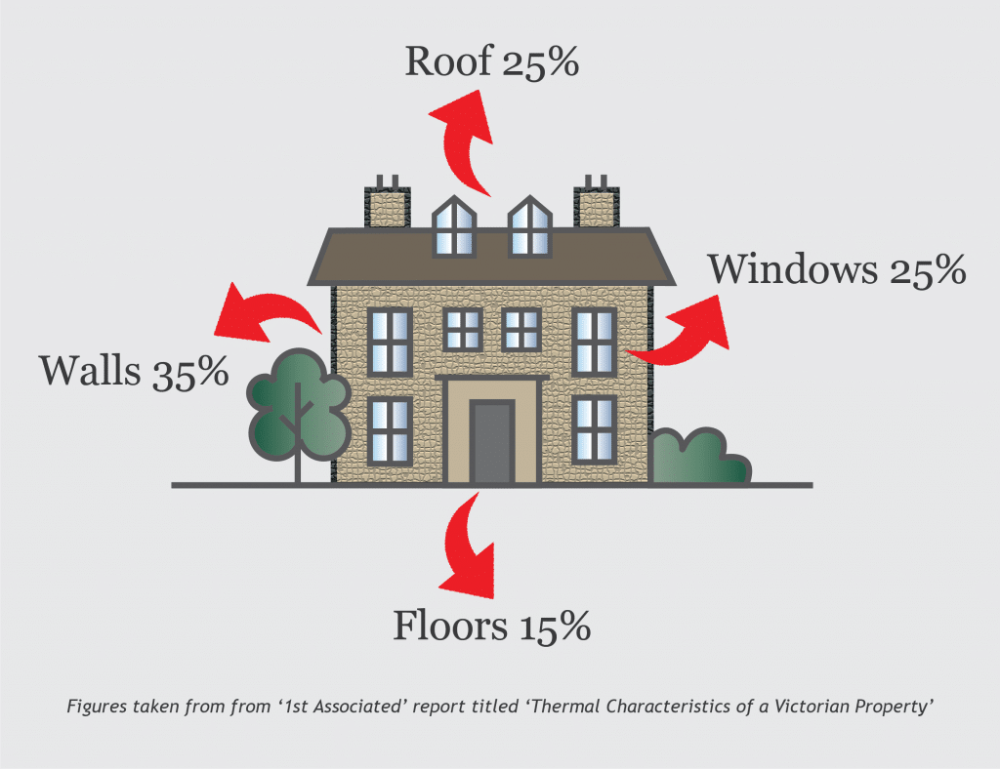 Roof 25%
Windows 25%
Walls 35%
Floors 15%
Figures taken from from ‘1st Associated’ report titled ‘Thermal Characteristics of a Victorian Property’